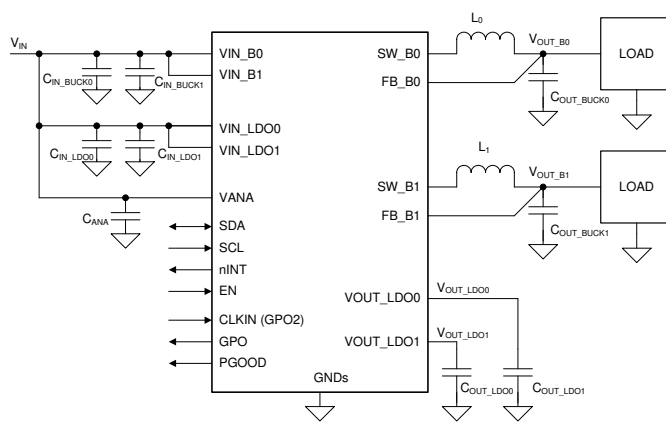 L0
VIN
VOUT_B0
VIN_B0
SW_B0
LOAD
VIN_B1
FB_B0
CIN_BUCK0
CIN_BUCK1
COUT_BUCK0
VIN_LDO0
VIN_LDO1
CIN_LDO0
CIN_LDO1
L1
VOUT_B1
VANA
SW_B1
LOAD
CANA
FB_B1
SDA
COUT_BUCK1
SCL
nINT
EN
VOUT_LDO0
VOUT_LDO0
CLKIN (GPO2)
GPO
VOUT_LDO1
VOUT_LDO1
PGOOD
GNDs
COUT_LDO0
COUT_LDO1